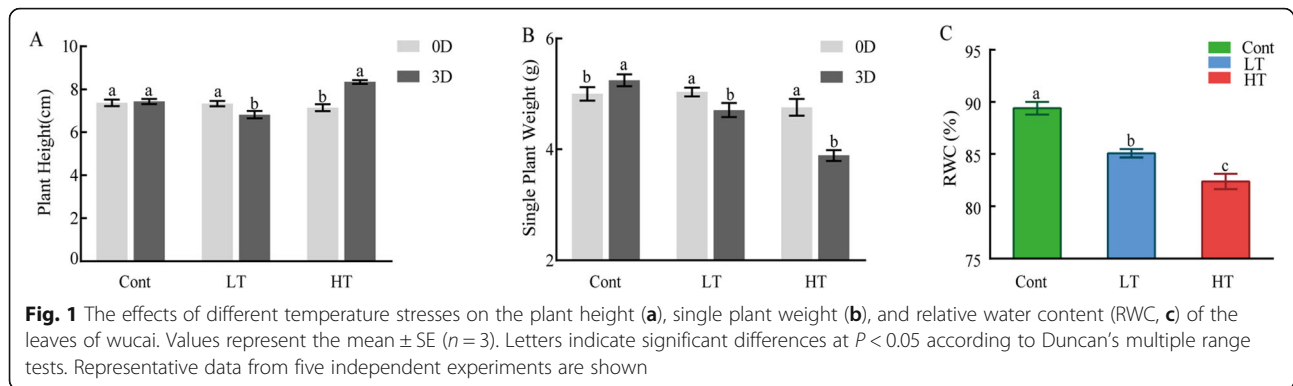 A
Plant Height(cm)
10
8
6
4
2
0
a a
a b
b a
0D
3D
Cont LT HT
B
Single Plant Weight (g)
6
4
2
b a
a b
a b
0D
3D
Cont LT HT
C
RWC (%)
95
90
85
80
75
a
b
c
Cont
LT
HT
Cont LT HT
Fig. 1 The effects of different temperature stresses on the plant height (a), single plant weight (b), and relative water content (RWC, c) of the
leaves of wucai. Values represent the mean ± SE (n = 3). Letters indicate significant differences at P < 0.05 according to Duncan’s multiple range
tests. Representative data from five independent experiments are shown